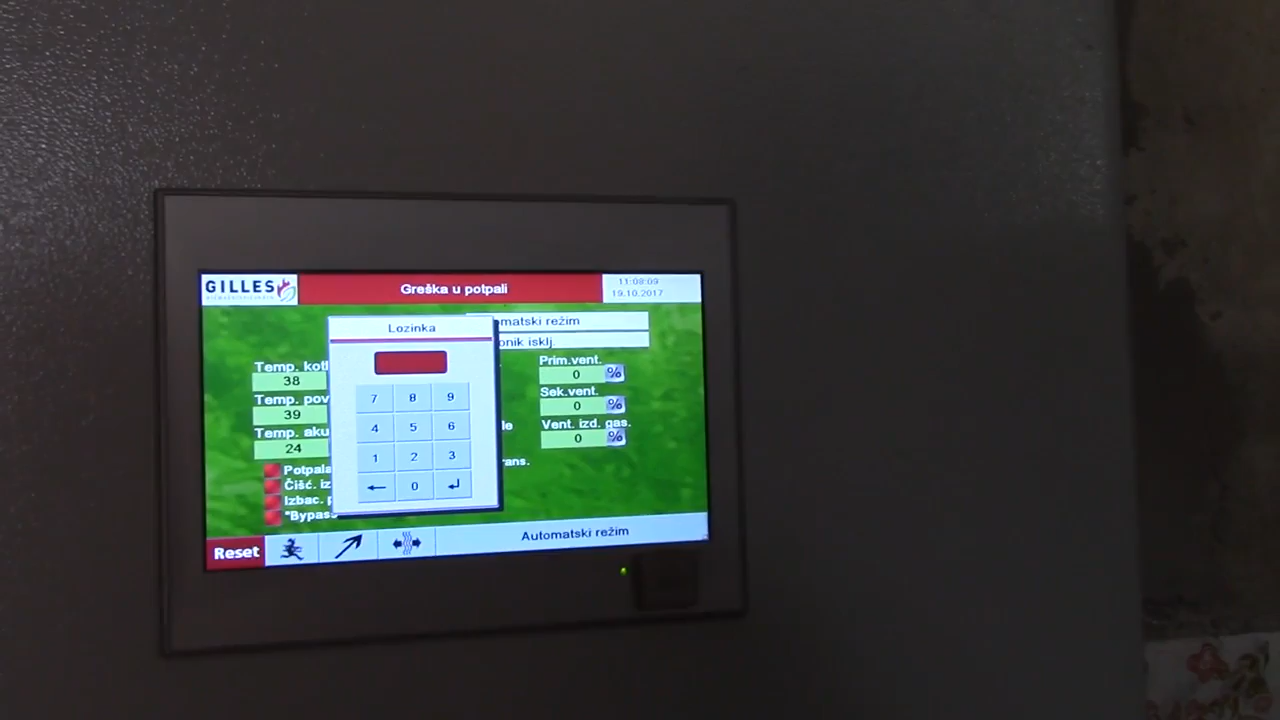 GILLES
Greška u potpali
11:08:09
19.10.2017
Lozinka
omatski režim
onik isklj.
Temp. kotl
38
Temp. pov
39
Temp. aku
24
7 8 9
4 5 6
1 2 3
0
Prim.vent.
0 %
Sek.vent.
0 %
le
Vent. izd. gas.
0 %
rans.
Potpala
Čišć. iz
Izbac. p
*Bypass
Reset
Automatski režim